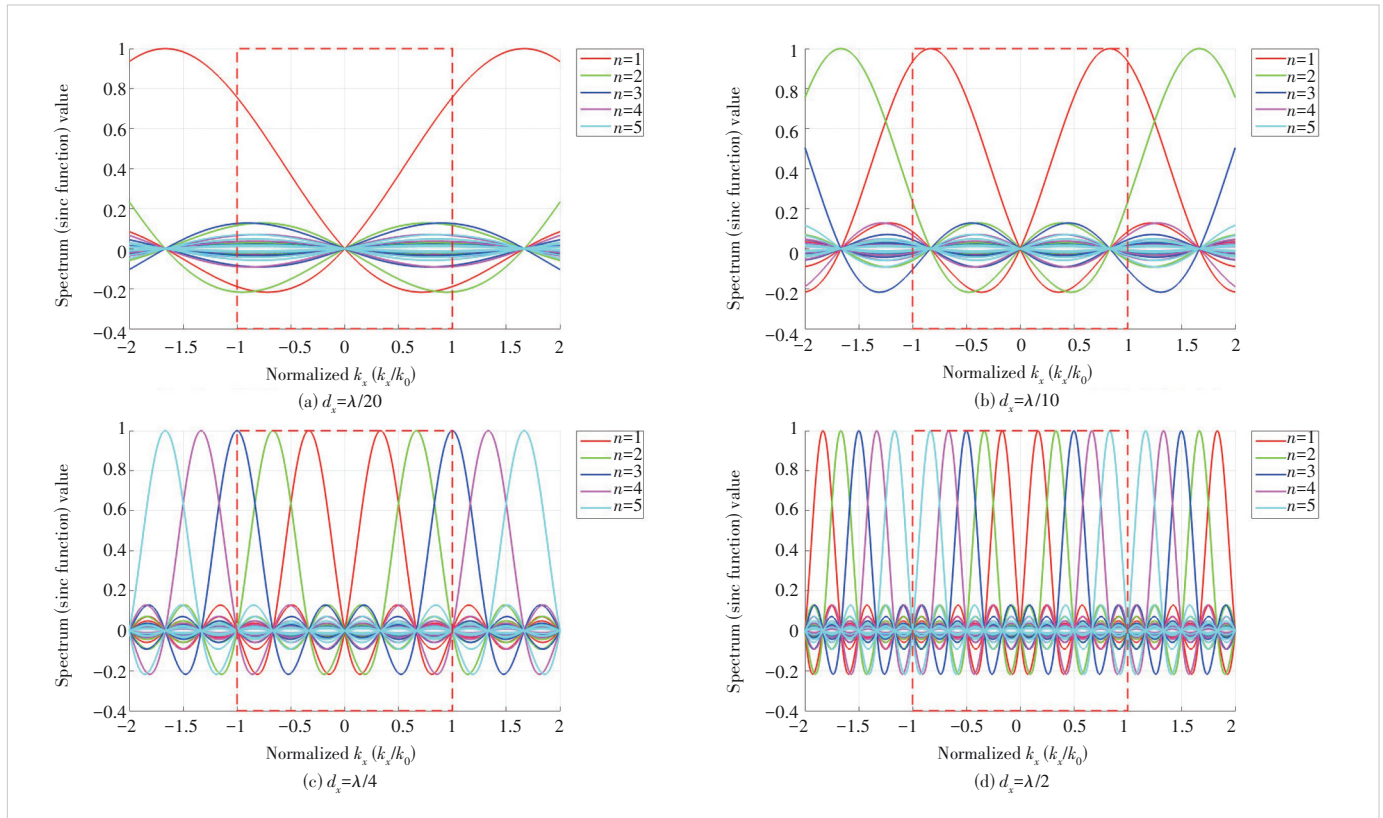 1
0.8
0.6
0.4
0.2
0
−0.2
−0.4
Spectrum (sinc function) value
−2 −1.5 −1 −0.5 0 0.5 1 1.5 2
Normalized kx (kx/k0)
(a) dx=λ/20
n=1
n=2
n=3
n=4
n=5
1
0.8
0.6
0.4
0.2
0
−0.2
−0.4
Spectrum (sinc function) value
−2 −1.5 −1 −0.5 0 0.5 1 1.5 2
Normalized kx (kx/k0)
(b) dx=λ/10
n=1
n=2
n=3
n=4
n=5
1
0.8
0.6
0.4
0.2
0
−0.2
−0.4
Spectrum (sinc function) value
−2 −1.5 −1 −0.5 0 0.5 1 1.5 2
Normalized kx (kx/k0)
(c) dx=λ/4
n=1
n=2
n=3
n=4
n=5
1
0.8
0.6
0.4
0.2
0
−0.2
−0.4
Spectrum (sinc function) value
−2 −1.5 −1 −0.5 0 0.5 1 1.5 2
Normalized kx (kx/k0)
(d) dx=λ/2
n=1
n=2
n=3
n=4
n=5